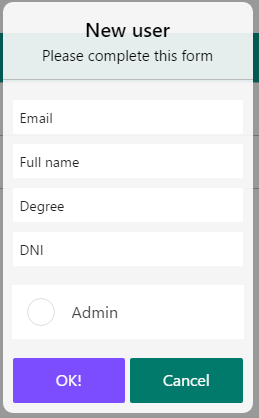 New user
Please complete this form
Email
Full name
Degree
DNI
Admin
OK!
Cancel